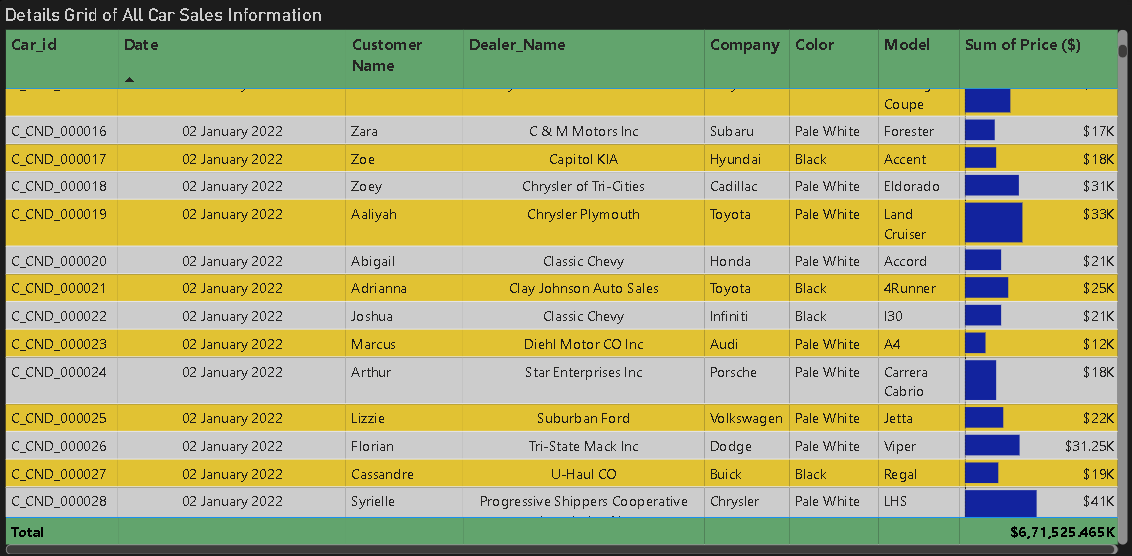 Details Grid of All Car Sales Information
Car_id Date Customer Name Dealer_Name Company Color Model Sum of Price ($)
Coupe
C_CND_000016 02 January 2022 Zara C & M Motors Inc Subaru Pale White Forester $17K
C_CND_000017 02 January 2022 Zoe Capitol KIA Hyundai Black Accent $18K
C_CND_000018 02 January 2022 Zoey Chrysler of Tri-Cities Cadillac Pale White Eldorado $31K
C_CND_000019 02 January 2022 Aaliyah Chrysler Plymouth Toyota Pale White Land Cruiser $33K
C_CND_000020 02 January 2022 Abigail Classic Chevy Honda Pale White Accord $21K
C_CND_000021 02 January 2022 Adrianna Clay Johnson Auto Sales Toyota Black 4Runner $25K
C_CND_000022 02 January 2022 Joshua Classic Chevy Infiniti Black I30 $21K
C_CND_000023 02 January 2022 Marcus Diehl Motor CO Inc Audi Pale White A4 $12K
C_CND_000024 02 January 2022 Arthur Star Enterprises Inc Porsche Pale White Carrera Cabrio $18K
C_CND_000025 02 January 2022 Lizzie Suburban Ford Volkswagen Pale White Jetta $22K
C_CND_000026 02 January 2022 Florian Tri-State Mack Inc Dodge Pale White Viper $31.25K
C_CND_000027 02 January 2022 Cassandre U-Haul CO Buick Black Regal $19K
C_CND_000028 02 January 2022 Syrielle Progressive Shippers Cooperative Chrysler Pale White LHS $41K
Total $6,71,525.465K